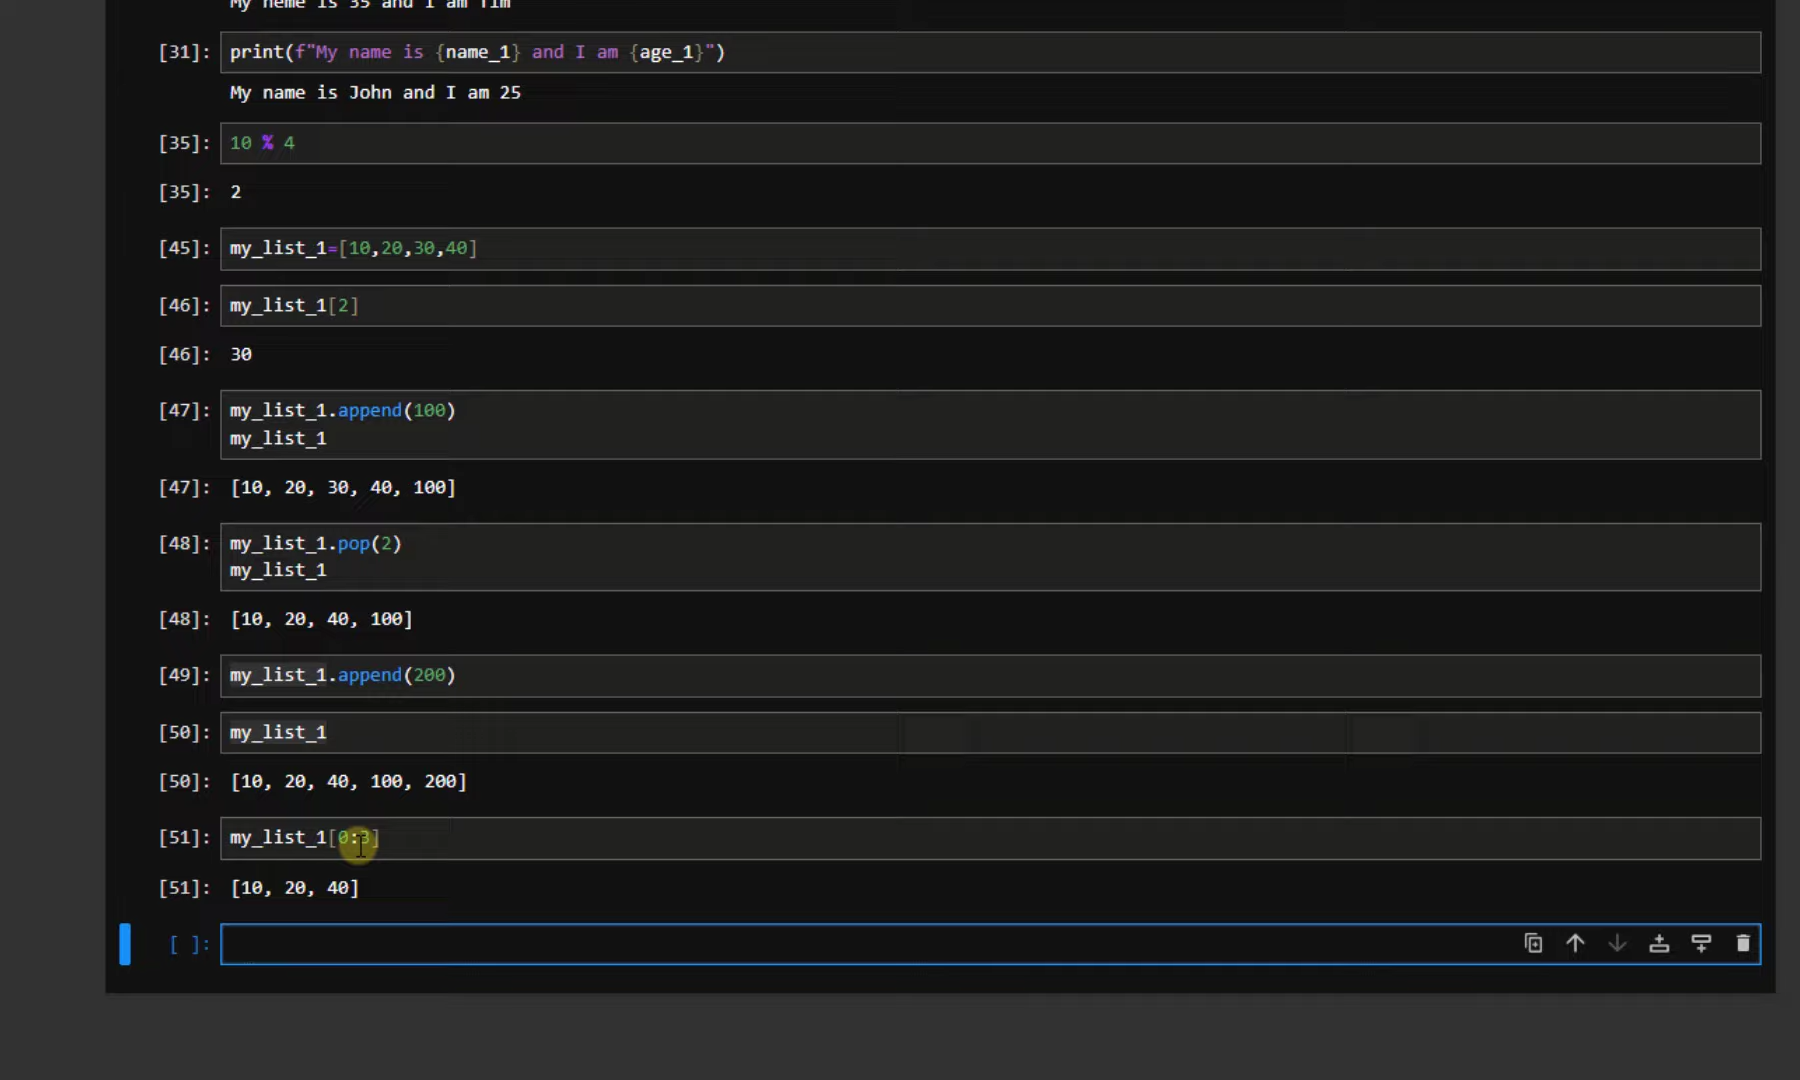 My neme is 35 and I am Tim
[31]: print(f"My name is {name_1} and I am {age_1}")
My name is John and I am 25
[35]: 10 % 4
[35]: 2
[45]: my_list_1=[10,20,30,40]
[46]: my_list_1[2]
[46]: 30
[47]: my_list_1.append(100)
my_list_1
[47]: [10, 20, 30, 40, 100]
[48]: my_list_1.pop(2)
my_list_1
[48]: [10, 20, 40, 100]
[49]: my_list_1.append(200)
[50]: my_list_1
[50]: [10, 20, 40, 100, 200]
[51]: my_list_1[0:3]
[51]: [10, 20, 40]
[ ]: